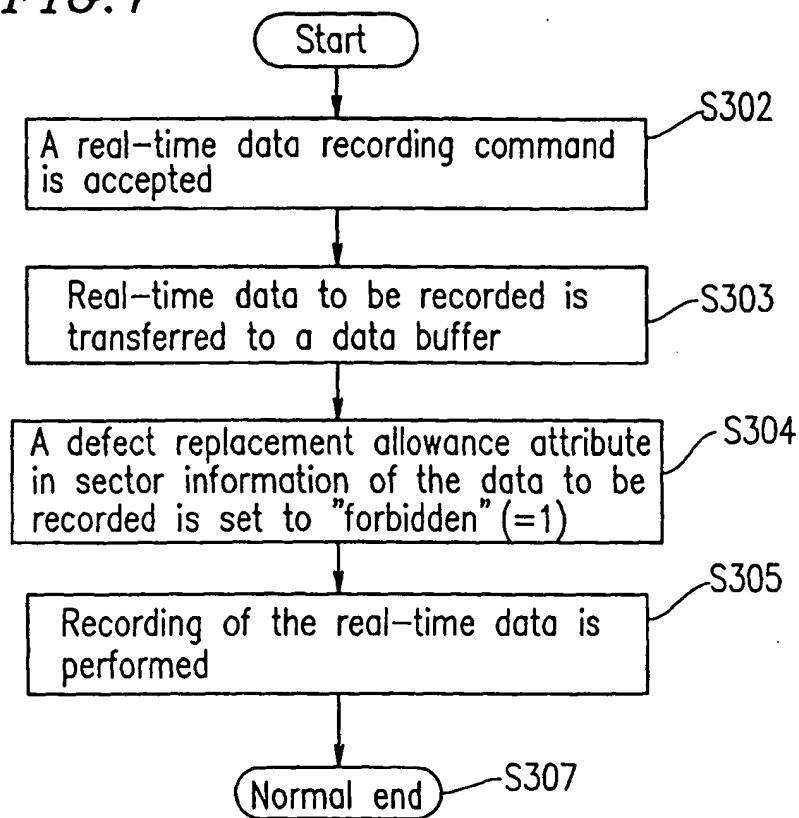 FIG. 7
Start
S302
A real-time data recording command
is accepted
Real-time data to be recorded is
transferred to a data buffer
S303
A defect replacement allowance attribute
in sector information of the data to be
recorded is set to "forbidden" (=1)
S304
S305
Recording of the real-time data is
performed
Normal end
S307